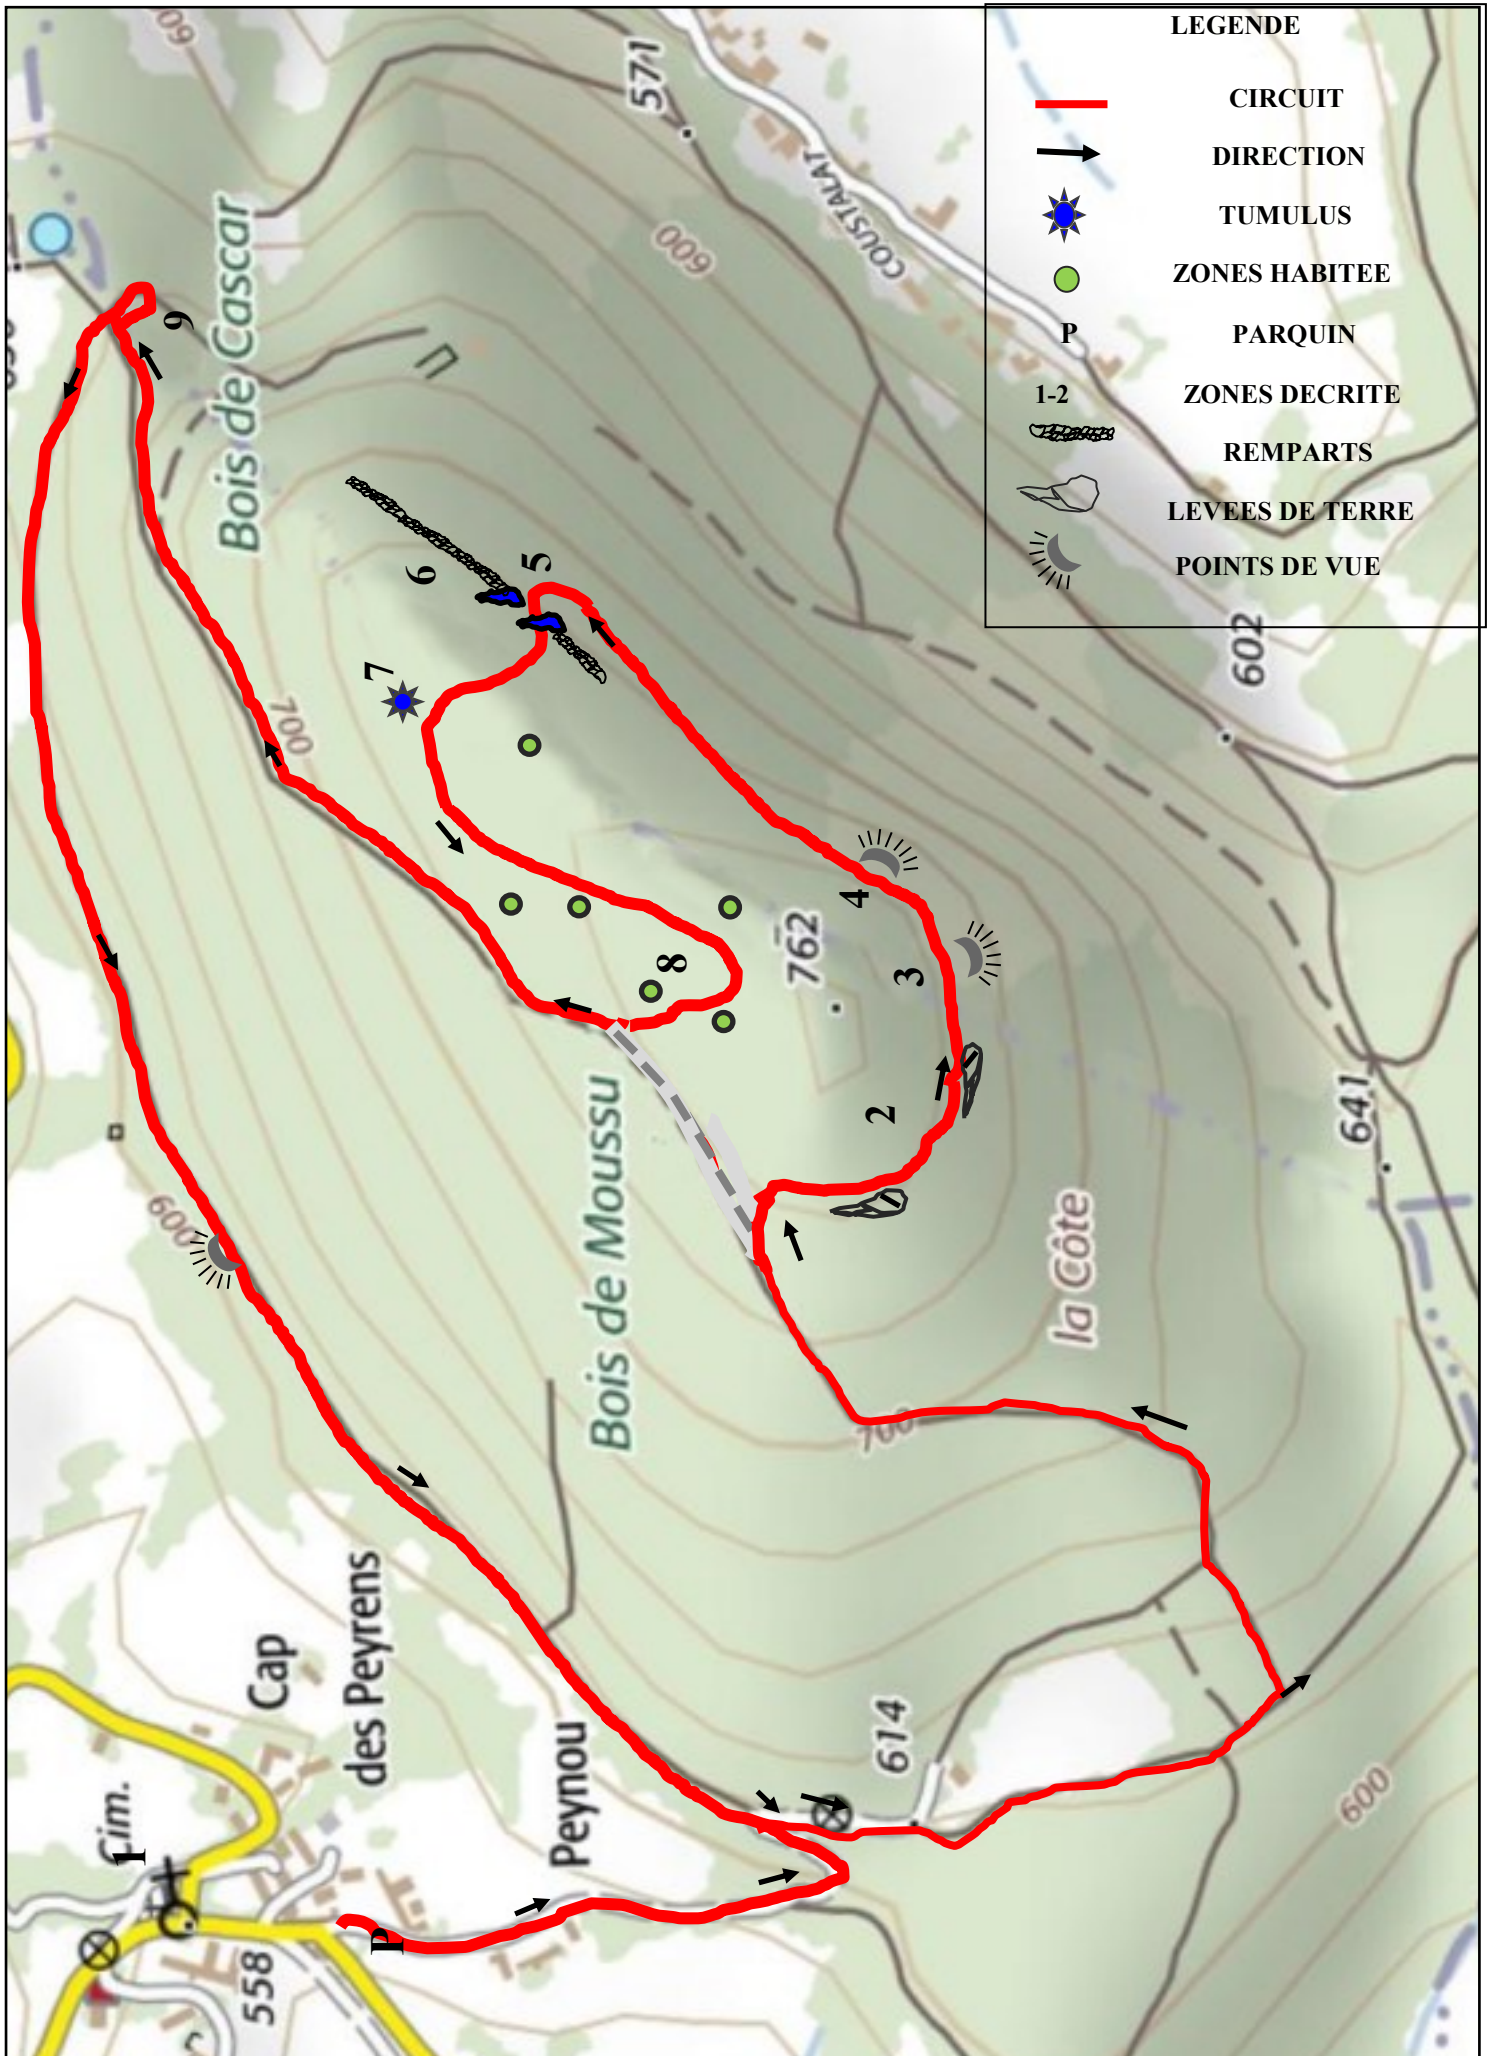 LEGENDE
CIRCUIT
DIRECTION
TUMULUS
ZONES HABITEE
P PARQUIN
1-2 ZONES DECRITE
REMPARTS
LEVEES DE TERRE
POINTS DE VUE
609
571
COUSTALAT
600
Bois de Cascar
9
6
5
7
700
602
4
3
762
8
2
641
Bois de Moussu
la Côte
600
700
Cap
des Peyrens
Peynou
614
600
Cim.
1
P
558